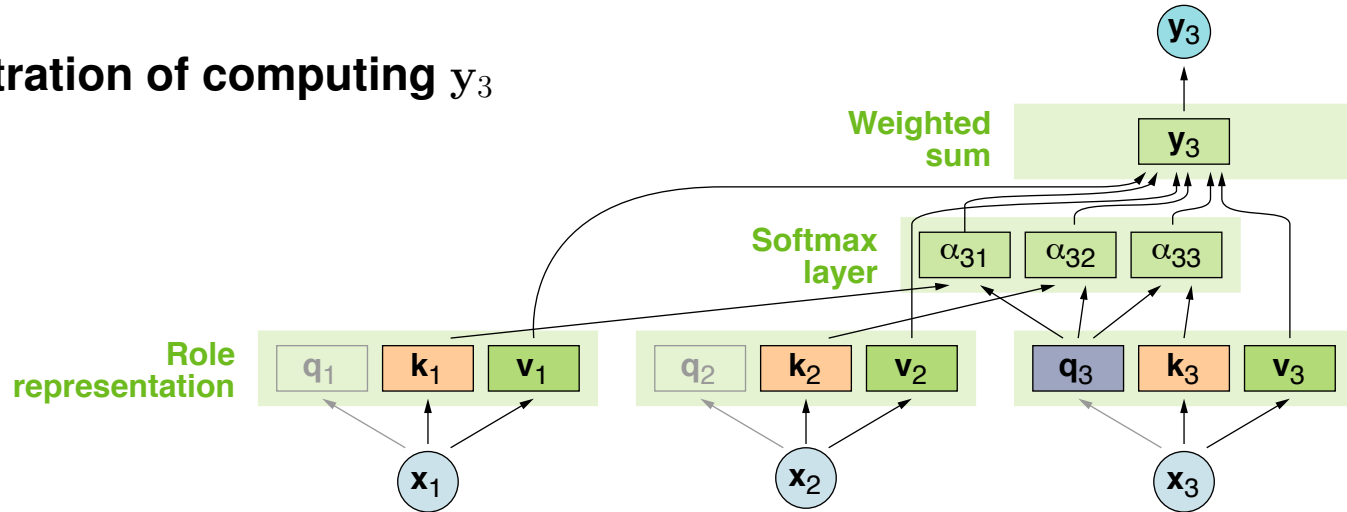 tration of computing y₃
y₃
Weighted
sum
y₃
Softmax
layer
α₃₁ α₃₂ α₃₃
Role
representation
q₁ k₁ v₁ q₂ k₂ v₂ q₃ k₃ v₃
x₁ x₂ x₃